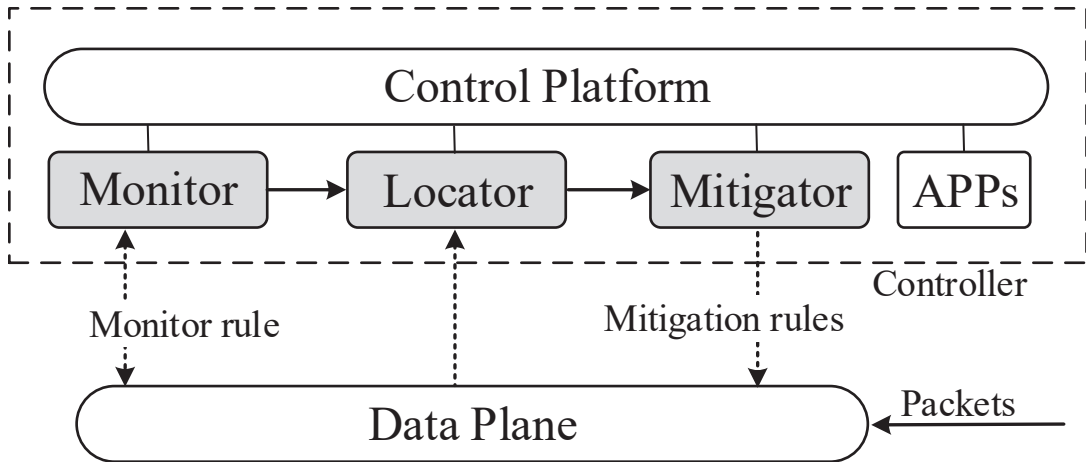 Control Platform
Monitor
Locator
Mitigator
APPs
Controller
Monitor rule
Mitigation rules
Packets
Data Plane